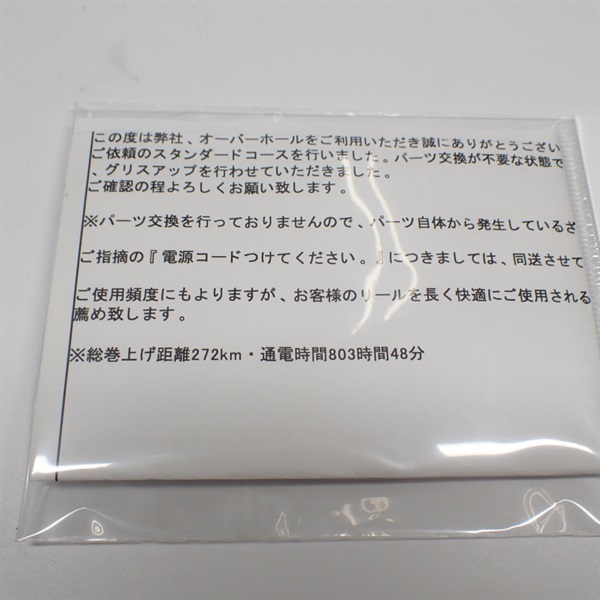 この度は弊社、オーバーホールをご利用いただき誠にありがとうござい
ご依頼のスタンダードコースを行いました。パーツ交換が不要な状態で
、グリスアップを行わせていただきました。
ご確認の程よろしくお願い致します。
※パーツ交換を行っておりませんので、パーツ自体から発生している
ご指摘の『電源コードつけてください。』につきましては、同送させて
ご使用頻度にもよりますが、お客様のリールを長く快適にご使用される
薦め致します。
※総巻上げ距離272km・通電時間803時間48分